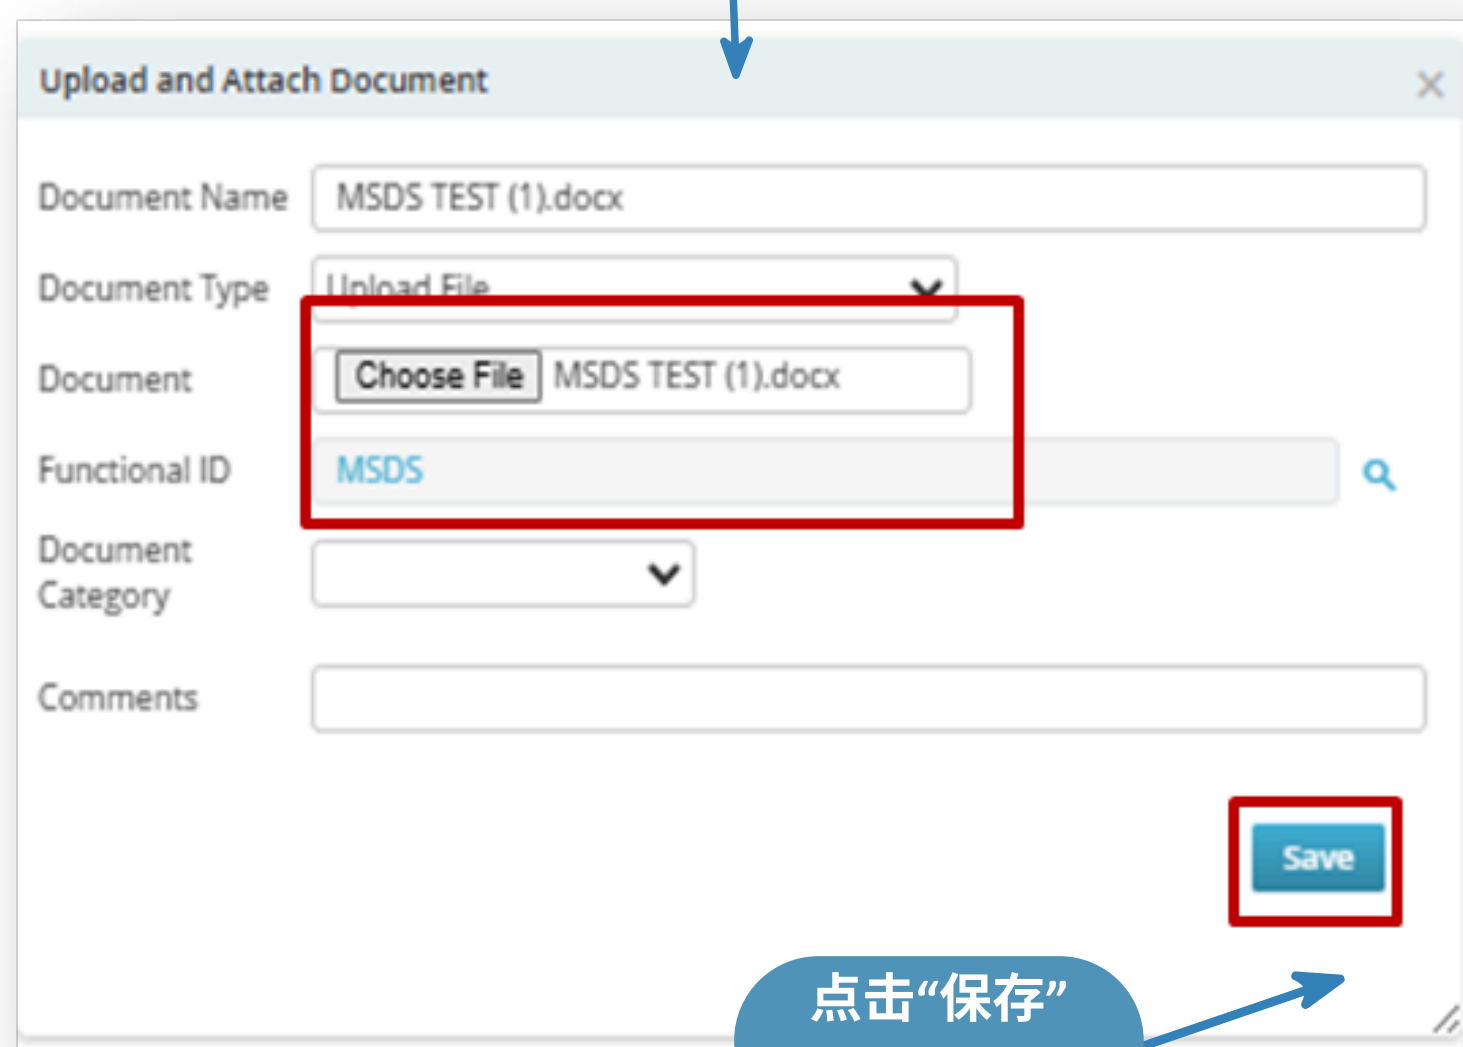 Upload and Attach Document
Document Name MSDS TEST (1).docx
Document Type Upload File
Document Choose File MSDS TEST (1).docx
Functional ID MSDS
Document
Category
Comments
Save
点击“保存”